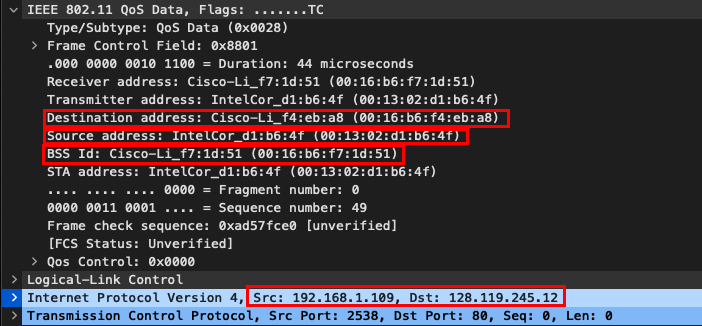 IEEE 802.11 QoS Data, Flags: .......TC
Type/Subtype: QoS Data (0x0028)
Frame Control Field: 0x8801
.000 0000 0010 1100 = Duration: 44 microseconds
Receiver address: Cisco-Li_f7:1d:51 (00:16:b6:f7:1d:51)
Transmitter address: IntelCor_d1:b6:4f (00:13:02:d1:b6:4f)
Destination address: Cisco-Li_f4:eb:a8 (00:16:b6:f4:eb:a8)
Source address: IntelCor_d1:b6:4f (00:13:02:d1:b6:4f)
BSS Id: Cisco-Li_f7:1d:51 (00:16:b6:f7:1d:51)
STA address: IntelCor_d1:b6:4f (00:13:02:d1:b6:4f)
.... .... .... 0000 = Fragment number: 0
0000 0011 0001 .... = Sequence number: 49
Frame check sequence: 0xad57fce0 [unverified]
[FCS Status: Unverified]
Qos Control: 0x0000
Logical-Link Control
Internet Protocol Version 4, Src: 192.168.1.109, Dst: 128.119.245.12
Transmission Control Protocol, Src Port: 2538, Dst Port: 80, Seq: 0, Len: 0